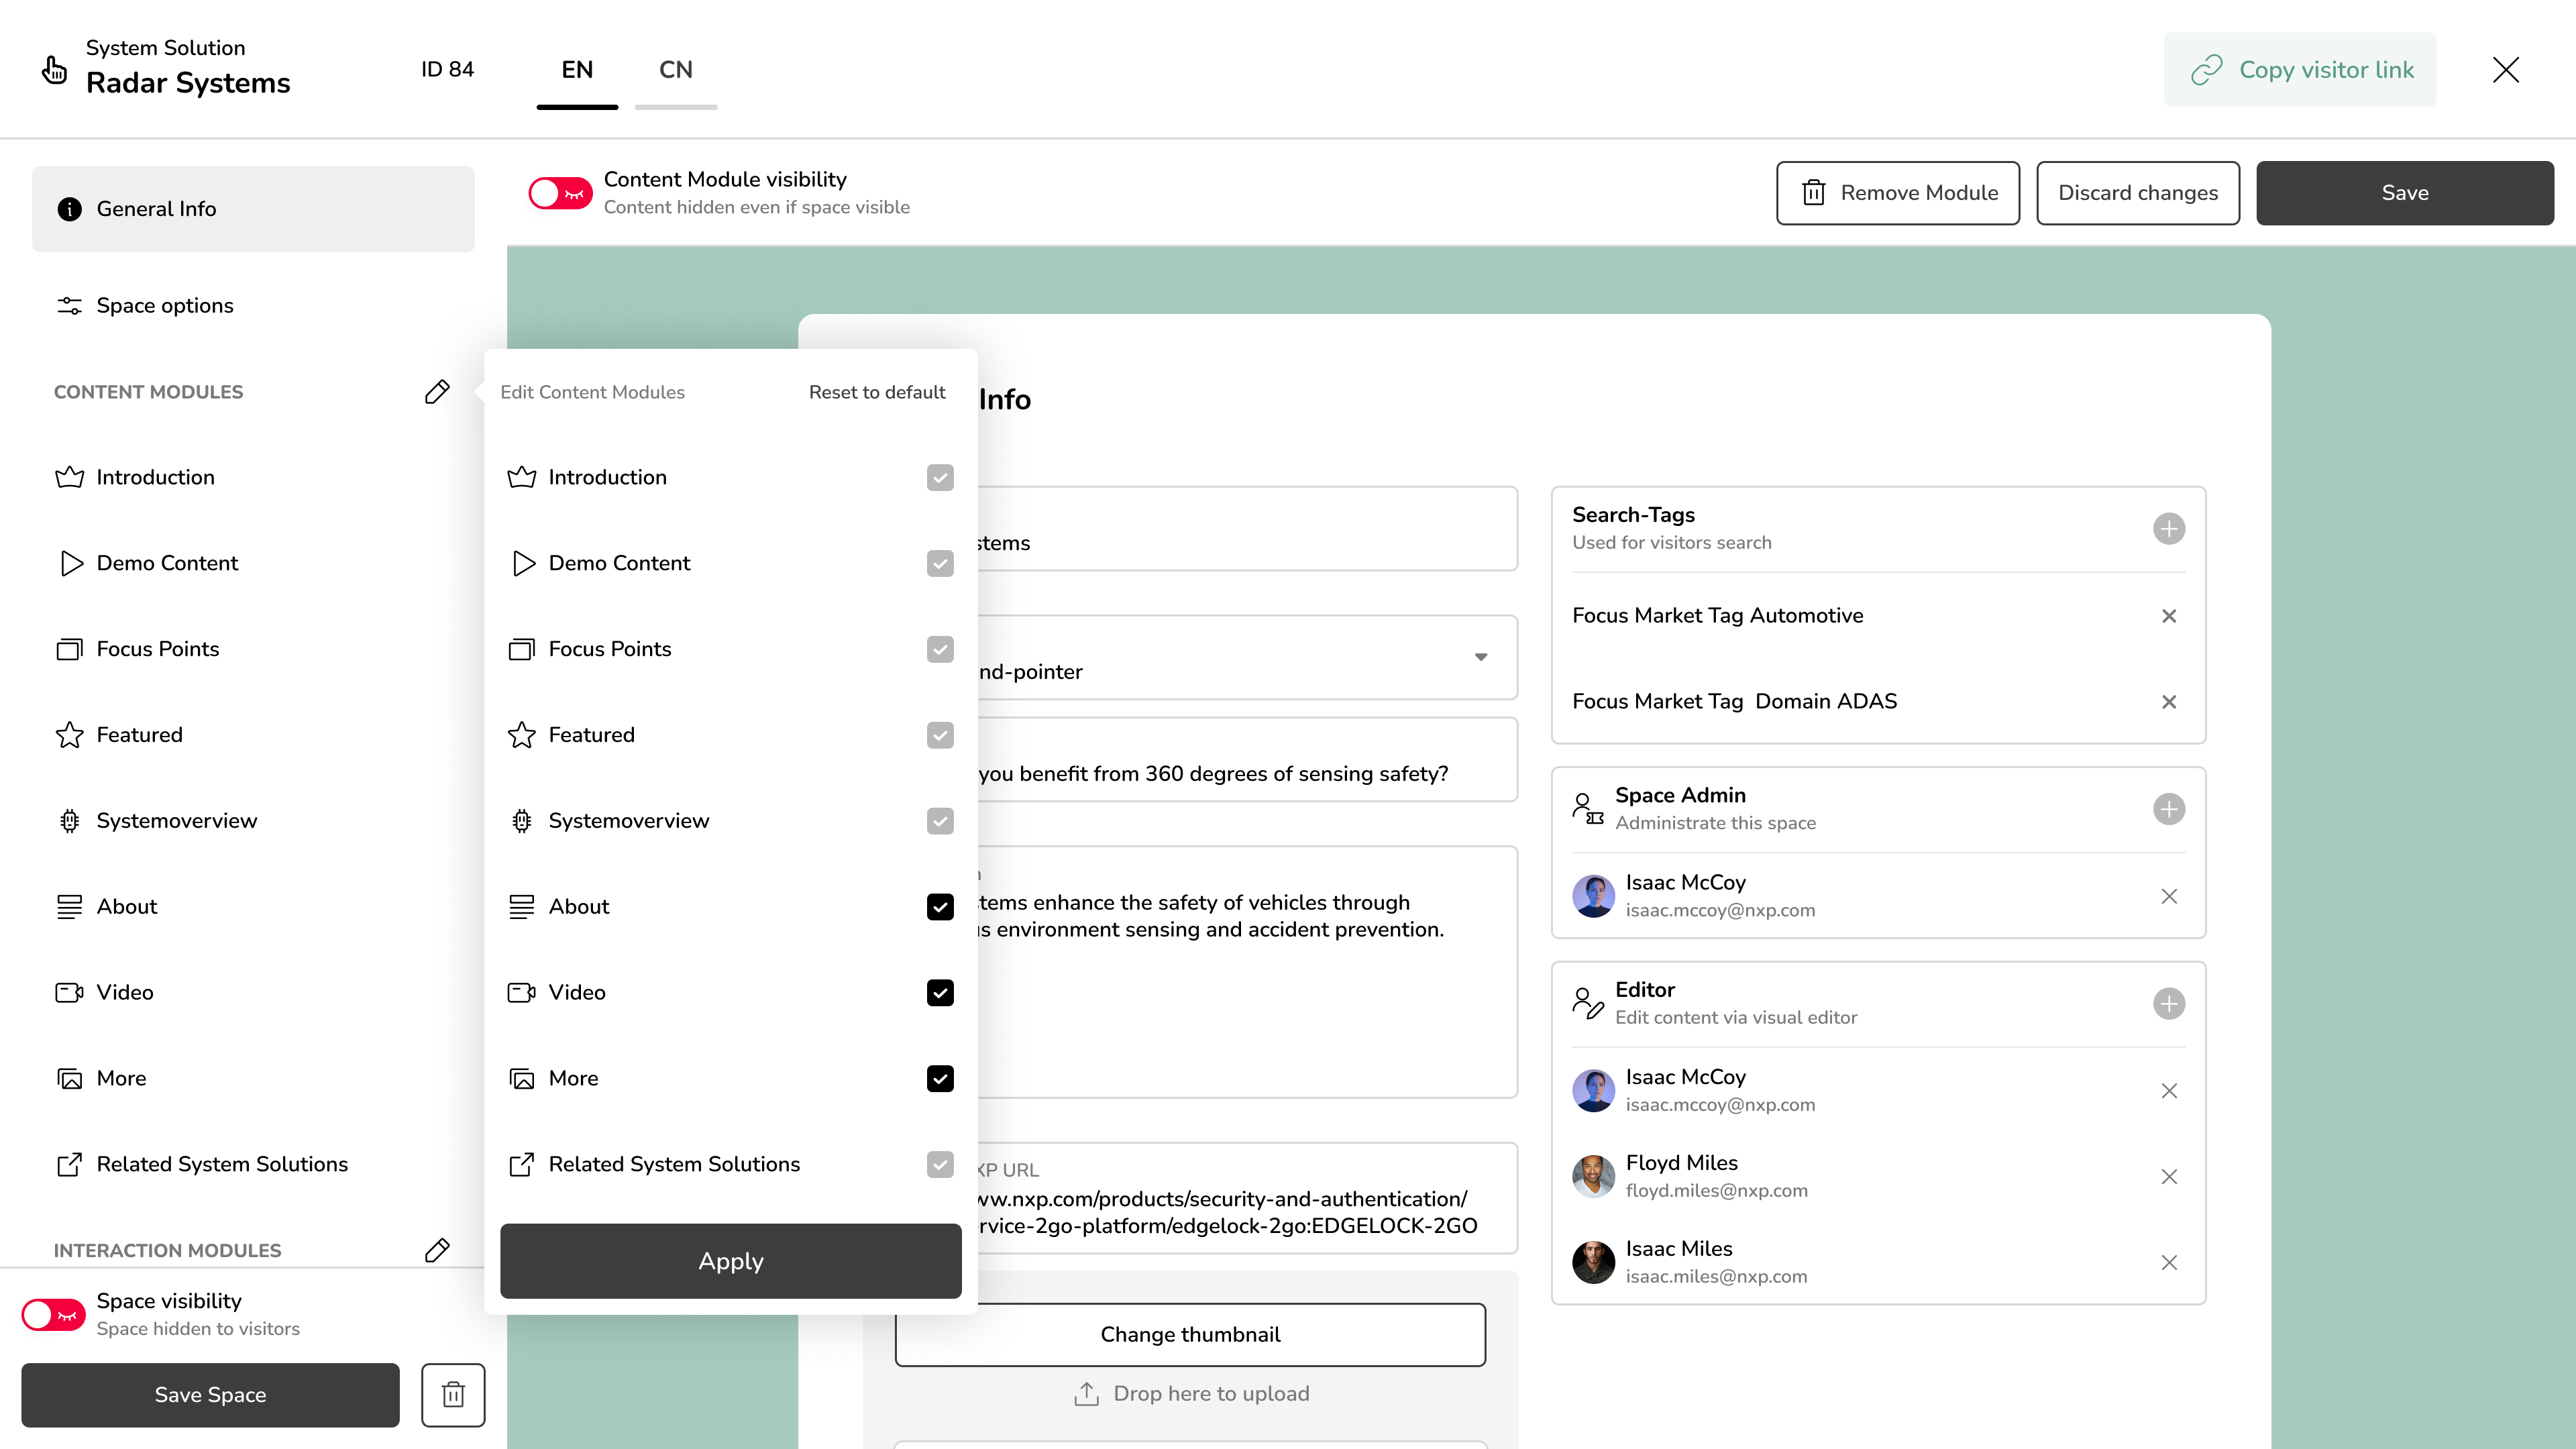 System Solution
Radar Systems
ID 84
EN
CN
Copy visitor link
General Info
Space options
CONTENT MODULES
Introduction
Demo Content
Focus Points
Featured
Systemoverview
About
Video
More
Related System Solutions
INTERACTION MODULES
Space visibility
Space hidden to visitors
Save Space
Content Module visibility
Content hidden even if space visible
Remove Module
Discard changes
Save
Edit Content Modules
Reset to default
Introduction
Demo Content
Focus Points
Featured
Systemoverview
About
Video
More
Related System Solutions
Apply
Info
stems
nd-pointer
you benefit from 360 degrees of sensing safety?
stems enhance the safety of vehicles through
s environment sensing and accident prevention.
XP URL
ww.nxp.com/products/security-and-authentication/
rvice-2go-platform/edgelock-2go:EDGELOCK-2GO
Change thumbnail
Drop here to upload
Search-Tags
Used for visitors search
Focus Market Tag Automotive
Focus Market Tag  Domain ADAS
Space Admin
Administrate this space
Isaac McCoy
isaac.mccoy@nxp.com
Editor
Edit content via visual editor
Isaac McCoy
isaac.mccoy@nxp.com
Floyd Miles
floyd.miles@nxp.com
Isaac Miles
isaac.miles@nxp.com